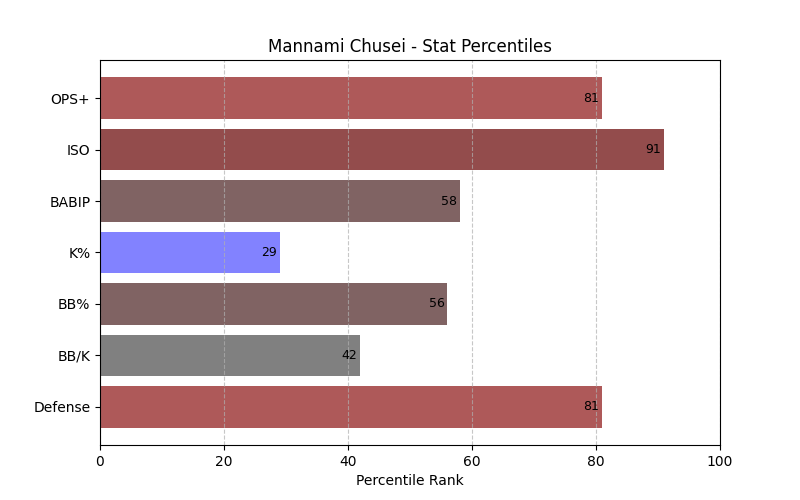 Mannami Chusei - Stat Percentiles
OPS+ 81
ISO 91
BABIP 58
K% 29
BB% 56
BB/K 42
Defense 81
0 20 40 60 80 100
Percentile Rank